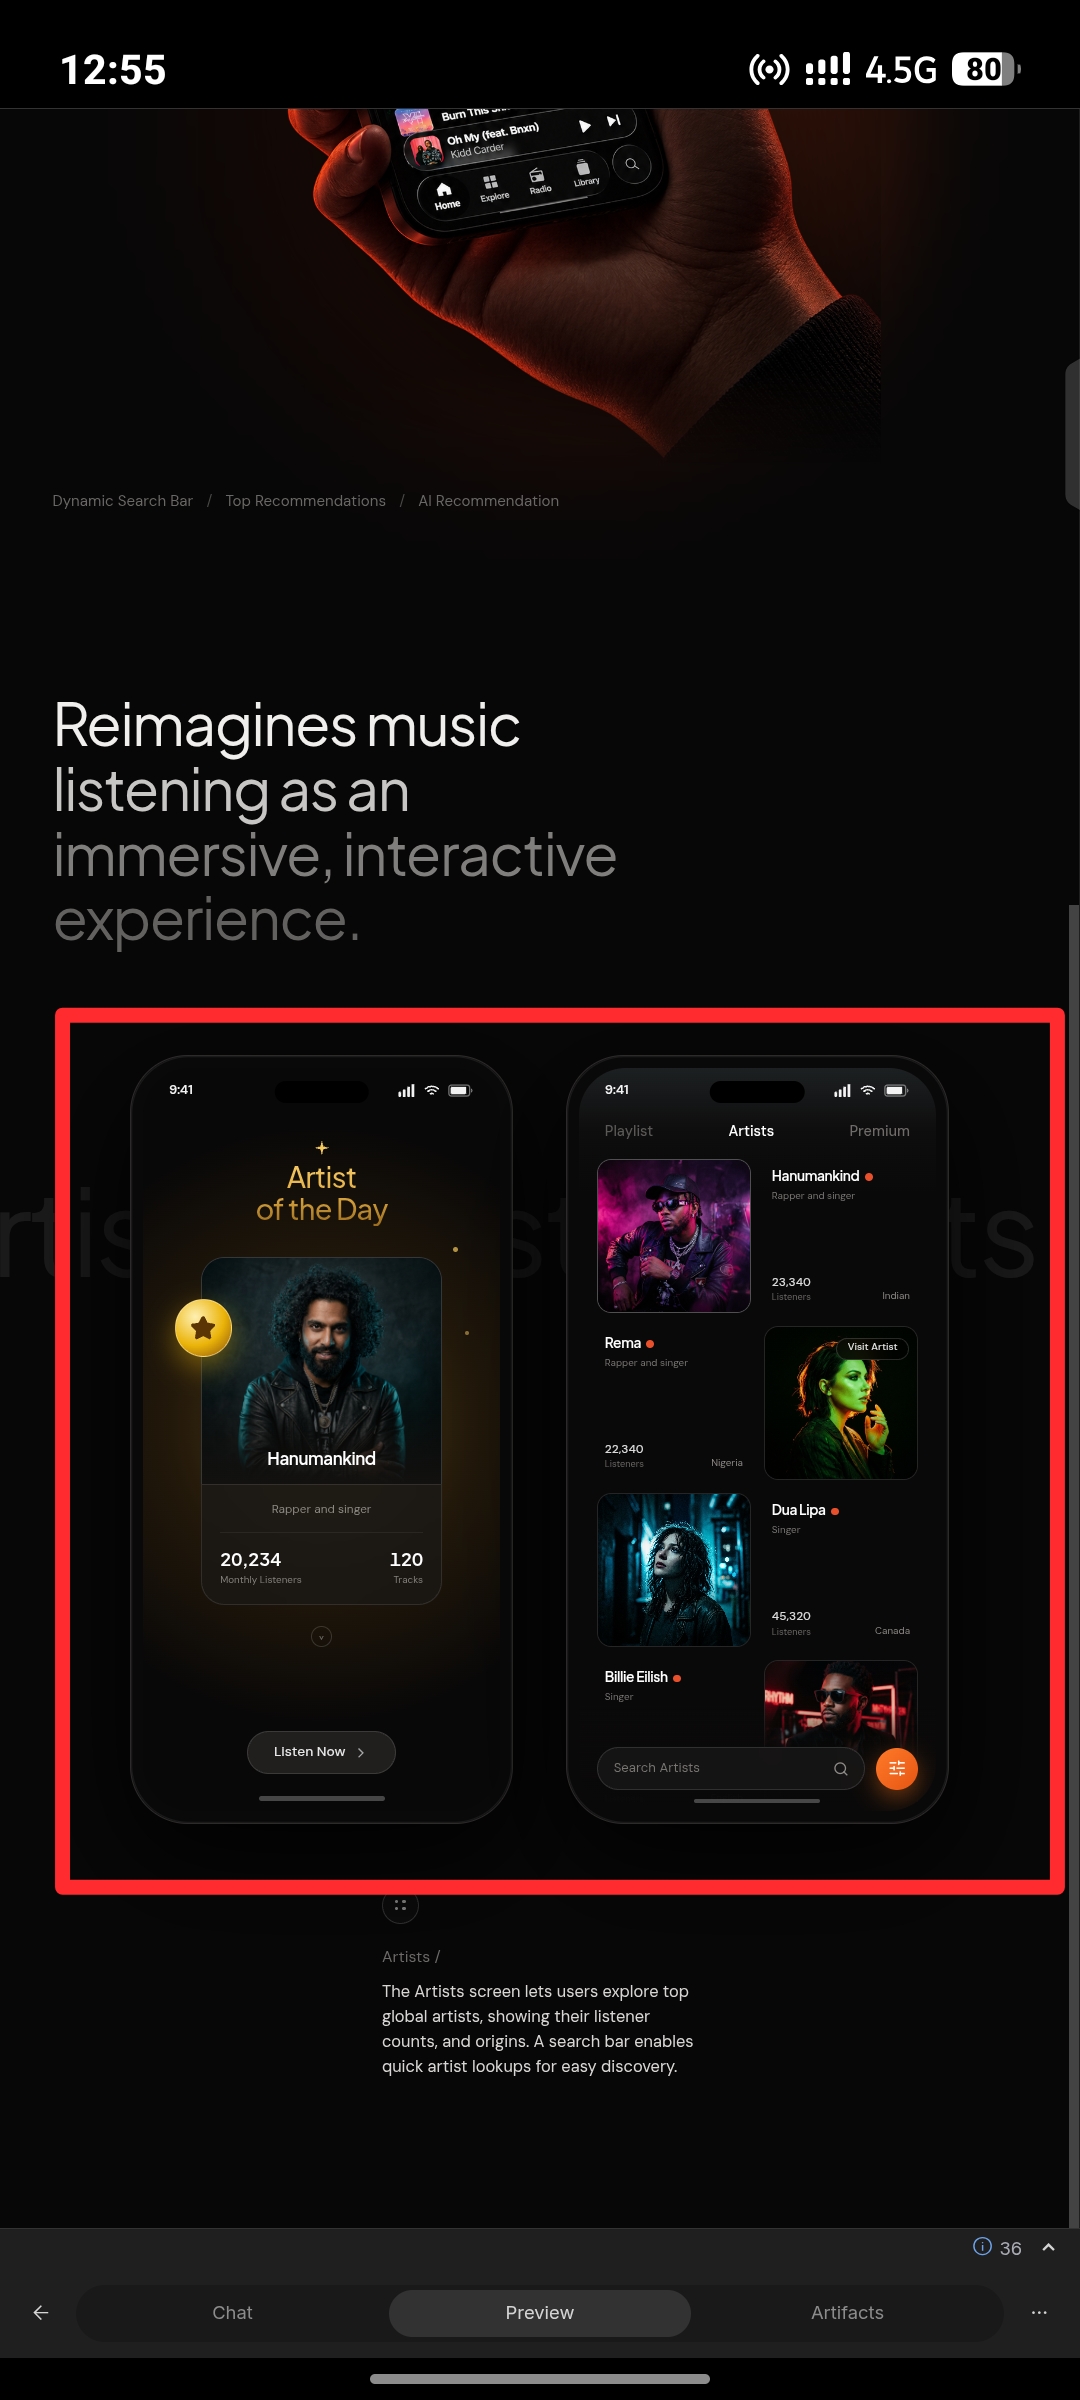 12:55
4.5G
80
Burn This
Oh My (feat. Bnxn)
Kidd Carder
Home
Explore
Radio
Library
Dynamic Search Bar / Top Recommendations / AI Recommendation
Reimagines music
listening as an
immersive, interactive
experience.
9:41
Artist
of the Day
Hanumankind
Rapper and singer
20,234
120
Monthly Listeners
Tracks
Listen Now
9:41
Playlist
Artists
Premium
Hanumankind
Rapper and singer
23,340
Listeners
Indian
Rema
Rapper and singer
Visit Artist
22,340
Listeners
Nigeria
Dua Lipa
Singer
45,320
Listeners
Canada
Billie Eilish
Singer
RHYTHM
Search Artists
Artists /
The Artists screen lets users explore top
global artists, showing their listener
counts, and origins. A search bar enables
quick artist lookups for easy discovery.
36
Chat
Preview
Artifacts